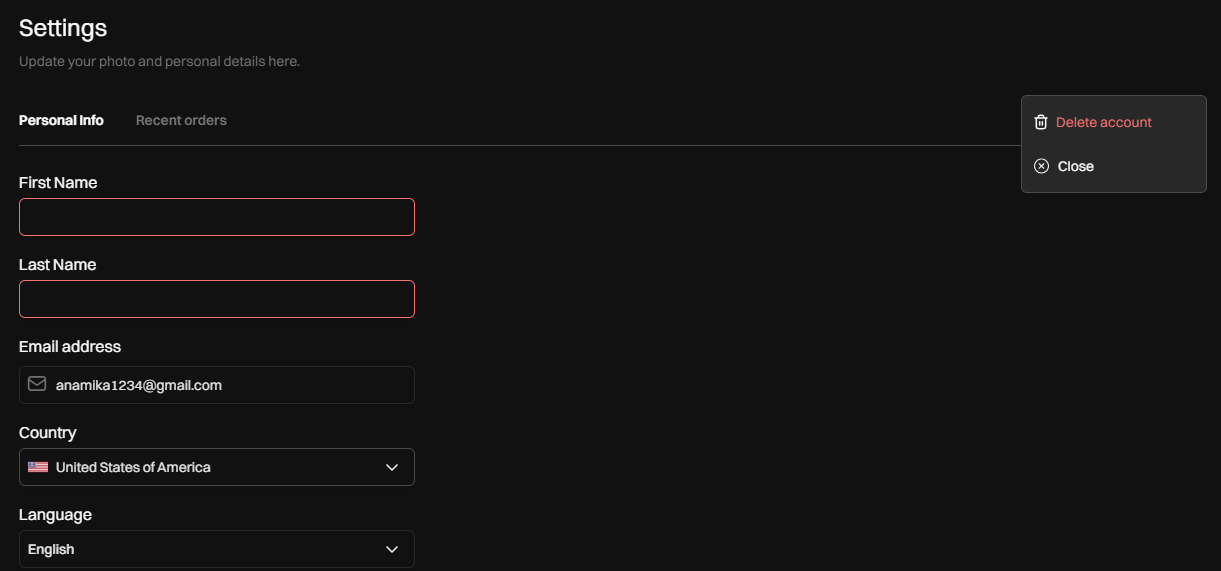 Settings
Update your photo and personal details here.
Personal Info
Recent orders
Delete account
Close
First Name
Last Name
Email address
anamika1234@gmail.com
Country
United States of America
Language
English